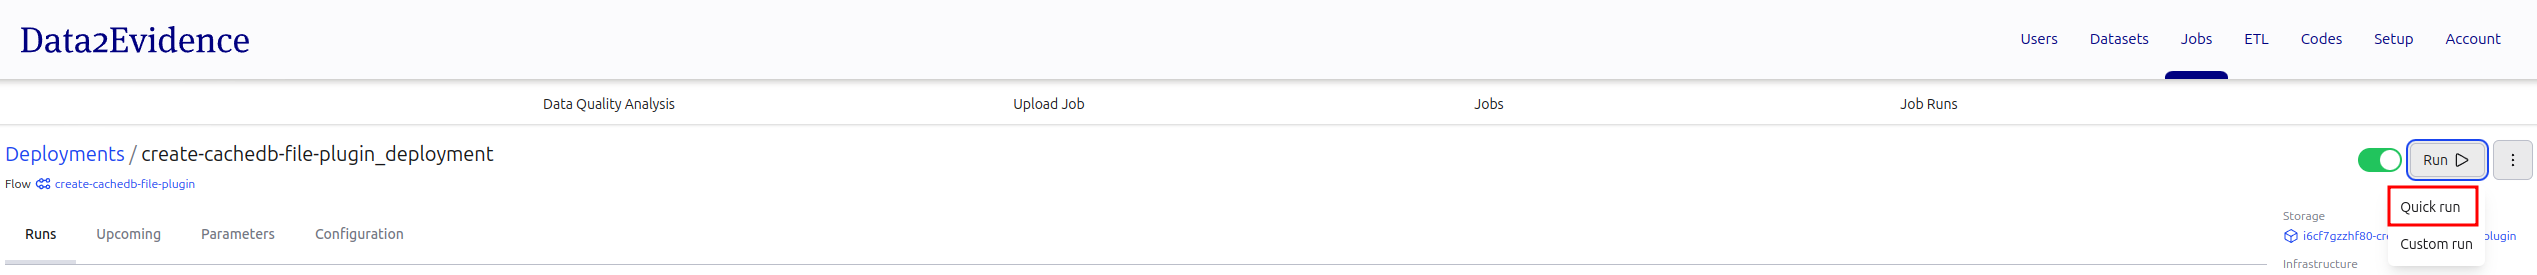 Data2Evidence
Users Datasets Jobs ETL Codes Setup Account
Data Quality Analysis Upload Job Jobs Job Runs
Deployments / create-cachedb-file-plugin_deployment
Run
Flow create-cachedb-file-plugin
Quick run
Custom run
Runs Upcoming Parameters Configuration
Storage
i6cf7gzzhf80-cr plugin
Infrastructure